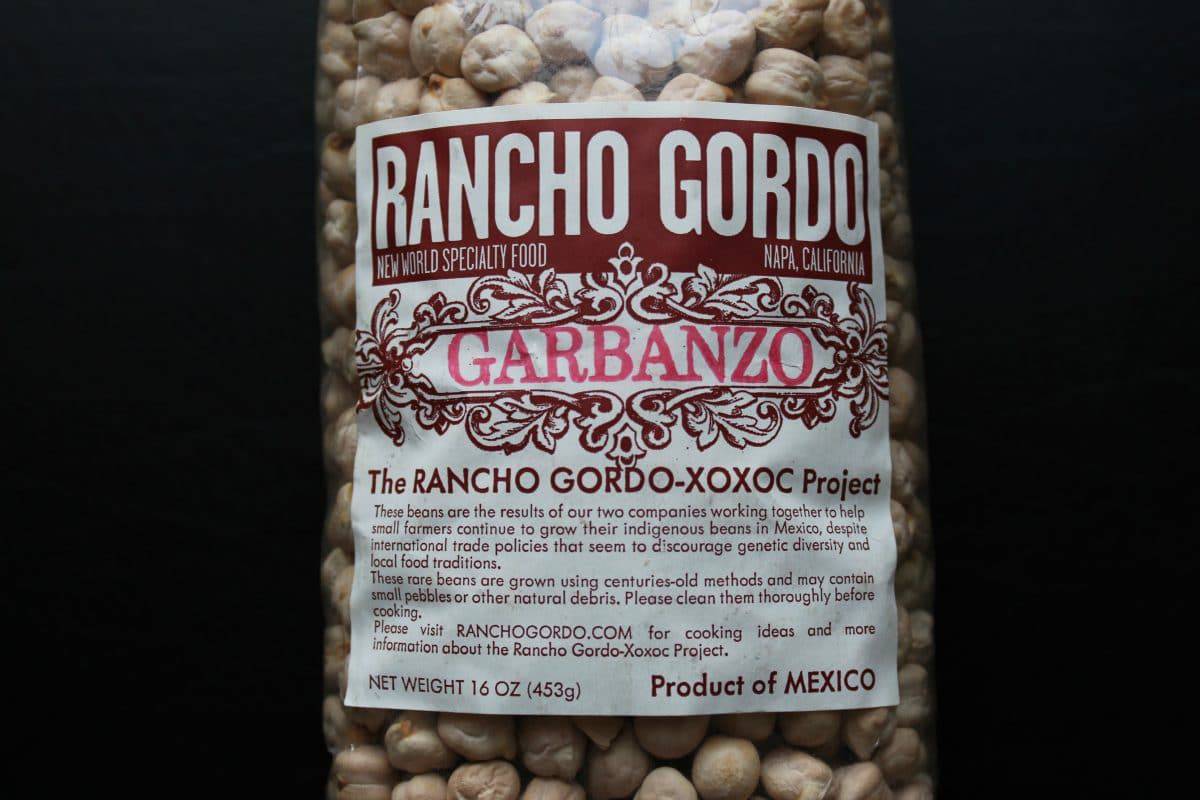 RANCHO GORDO
NEW WORLD SPECIALTY FOOD NAPA, CALIFORNIA
GARBANZO
The RANCHO GORDO-XOXOC Project
These beans are the results of our two companies working together to help
small farmers continue to grow their indigenous beans in Mexico, despite
international trade policies that seem to discourage genetic diversity and
local food traditions.
These rare beans are grown using centuries-old methods and may contain
small pebbles or other natural debris. Please clean them thoroughly before
cooking.
Please visit RANCHOGORDO.COM for cooking ideas and more
information about the Rancho Gordo-Xoxoc Project.
NET WEIGHT 16 OZ (453g) Product of MEXICO